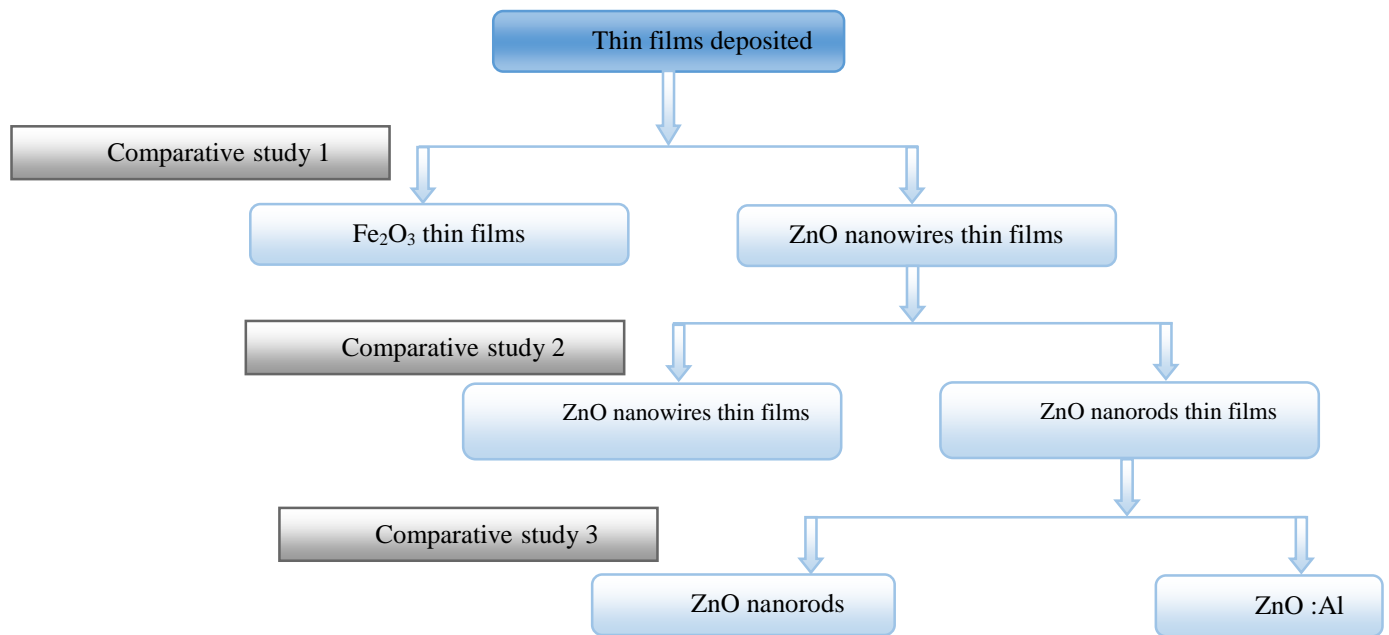 Thin films deposited
Comparative study 1
Fe₂O₃ thin films
ZnO nanowires thin films
Comparative study 2
ZnO nanowires thin films
ZnO nanorods thin films
Comparative study 3
ZnO nanorods
ZnO :Al